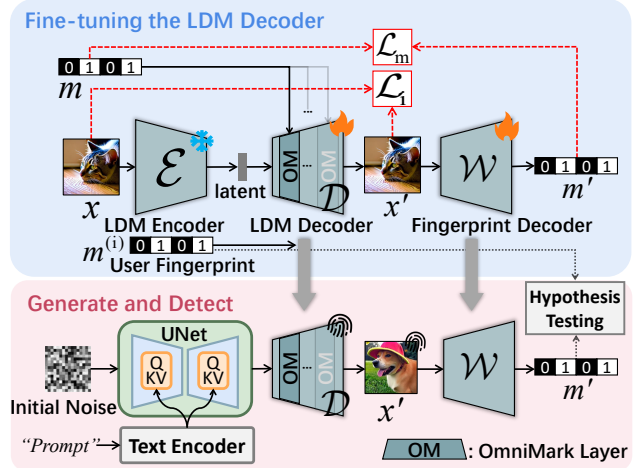 Fine-tuning the LDM Decoder
0 1 0 1
m
ℒm
ℒi
...
OM ... OM
ℰ
𝒟
𝒲
0 1 0 1
x
latent
x′
m′
LDM Encoder
LDM Decoder
Fingerprint Decoder
m(i)
0 1 0 1
User Fingerprint
Generate and Detect
Hypothesis
Testing
UNet
Q
KV
Q
KV
OM ... OM
𝒟
𝒲
0 1 0 1
Initial Noise
x′
m′
“Prompt”
Text Encoder
OM : OmniMark Layer